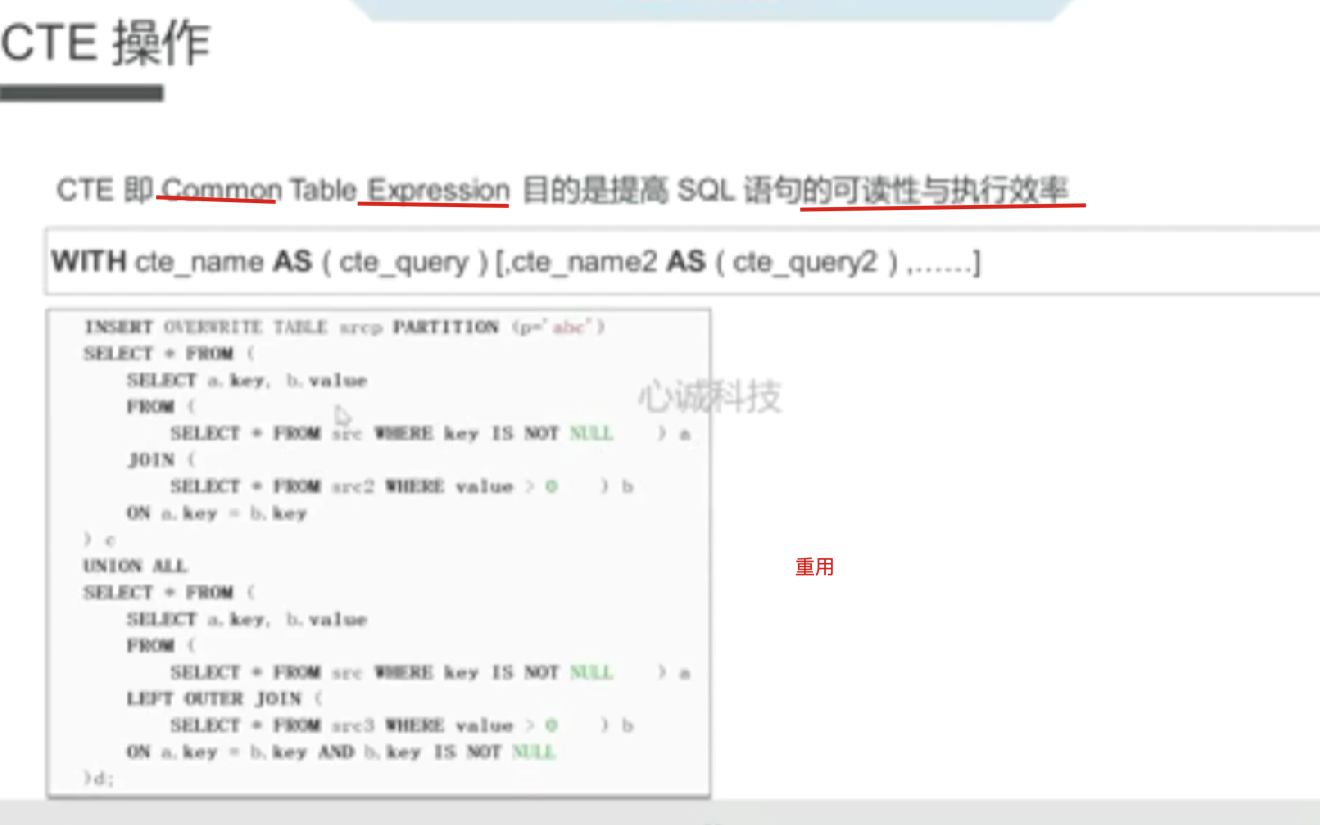 CTE 操作
CTE 即 Common Table Expression 目的是提高 SQL 语句的可读性与执行效率
WITH cte_name AS ( cte_query ) [,cte_name2 AS ( cte_query2 ) ,……]
INSERT OVERWRITE TABLE srcp PARTITION (p='abc')
SELECT * FROM (
SELECT a.key, b.value
FROM (
SELECT * FROM src WHERE key IS NOT NULL ) a
JOIN (
SELECT * FROM src2 WHERE value > 0 ) b
ON a.key = b.key
) c
UNION ALL
SELECT * FROM (
SELECT a.key, b.value
FROM (
SELECT * FROM src WHERE key IS NOT NULL ) a
LEFT OUTER JOIN (
SELECT * FROM src3 WHERE value > 0 ) b
ON a.key = b.key AND b.key IS NOT NULL
)d;
心诚科技
重用